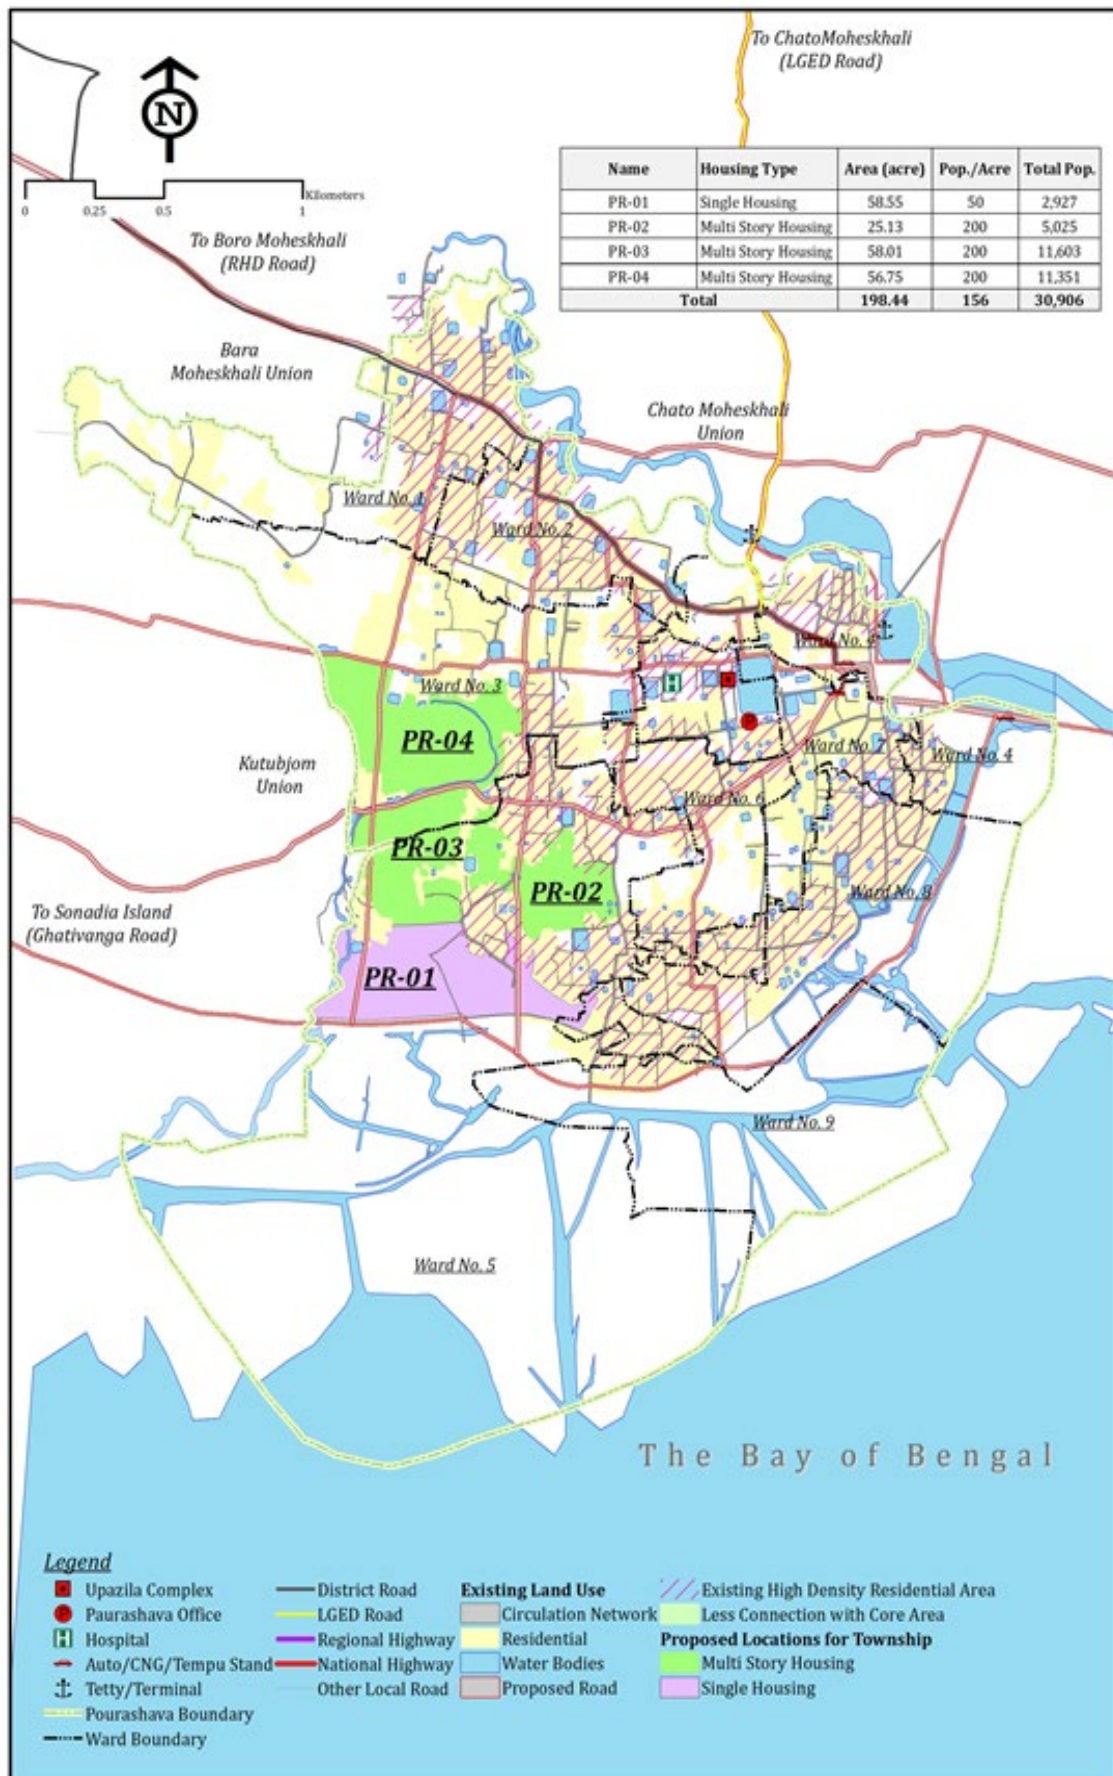 To ChatoMoheskhali
(LGED Road)
N
Kilometers
0 0.25 0.5 1
Name Housing Type Area (acre) Pop./Acre Total Pop.
PR-01 Single Housing 58.55 50 2,927
PR-02 Multi Story Housing 25.13 200 5,025
PR-03 Multi Story Housing 58.01 200 11,603
PR-04 Multi Story Housing 56.75 200 11,351
Total 198.44 156 30,906
To Boro Moheskhali
(RHD Road)
Bara
Moheskhali Union
Chato Moheskhali
Union
Ward No. 1
Ward No. 2
Ward No.
Ward No. 3
H
P
PR-04
Ward No. 7
Ward No. 4
Kutubjom
Union
Ward No. 6
PR-03
PR-02
Ward No. 8
To Sonadia Island
(Ghativanga Road)
PR-01
Ward No. 9
Ward No. 5
The Bay of Bengal
Legend
Upazila Complex
P Paurashava Office
H Hospital
Auto/CNG/Tempu Stand
Tetty/Terminal
Pourashava Boundary
Ward Boundary
District Road
LGED Road
Regional Highway
National Highway
Other Local Road
Existing Land Use
Circulation Network
Residential
Water Bodies
Proposed Road
Existing High Density Residential Area
Less Connection with Core Area
Proposed Locations for Township
Multi Story Housing
Single Housing